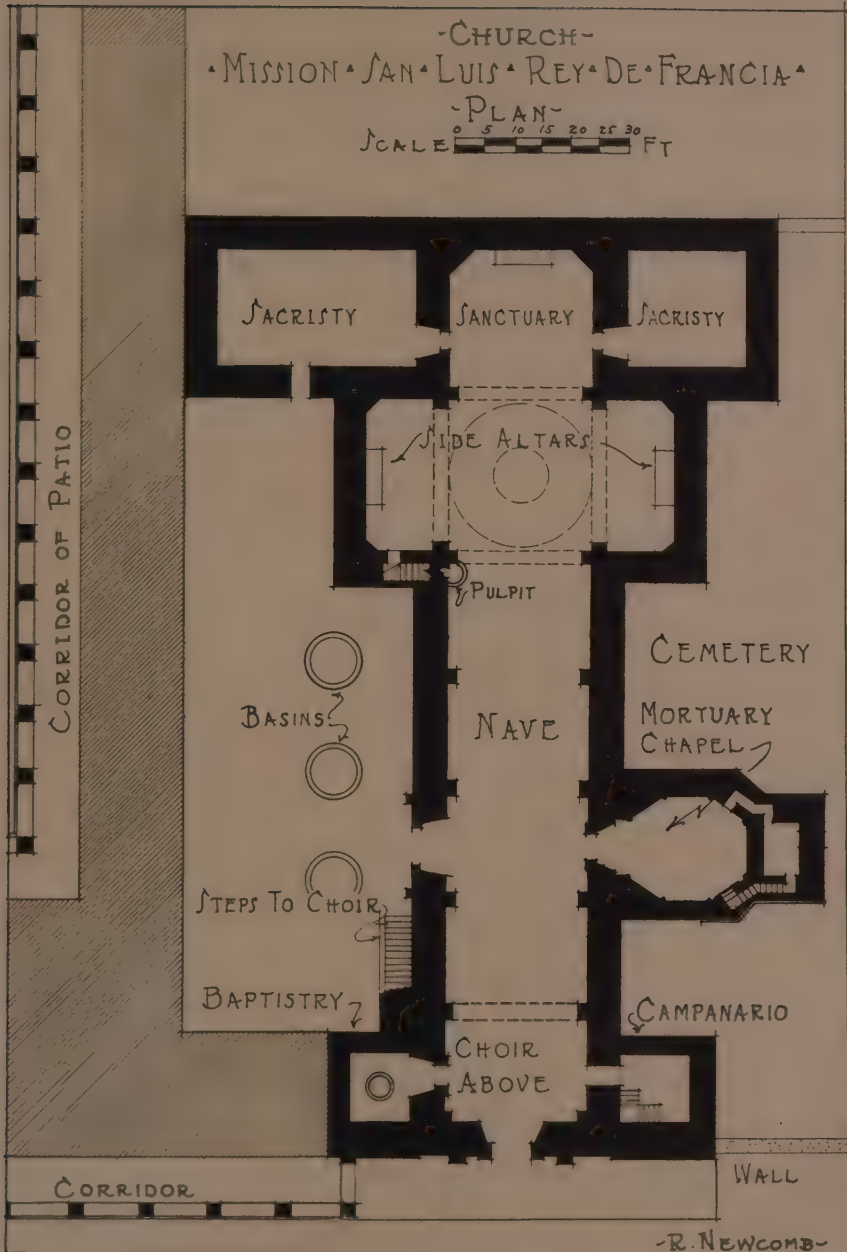 -CHURCH-
·MISSION·SAN·LUIS·REY·DE·FRANCIA·
-PLAN-
0 5 10 15 20 25 30
SCALE FT
SACRISTY SANCTUARY SACRISTY
SIDE ALTARS
CORRIDOR OF PATIO
PULPIT
CEMETERY
BASINS
NAVE
MORTUARY
CHAPEL
STEPS TO CHOIR
BAPTISTRY
CAMPANARIO
CHOIR
ABOVE
WALL
CORRIDOR
-R. NEWCOMB-